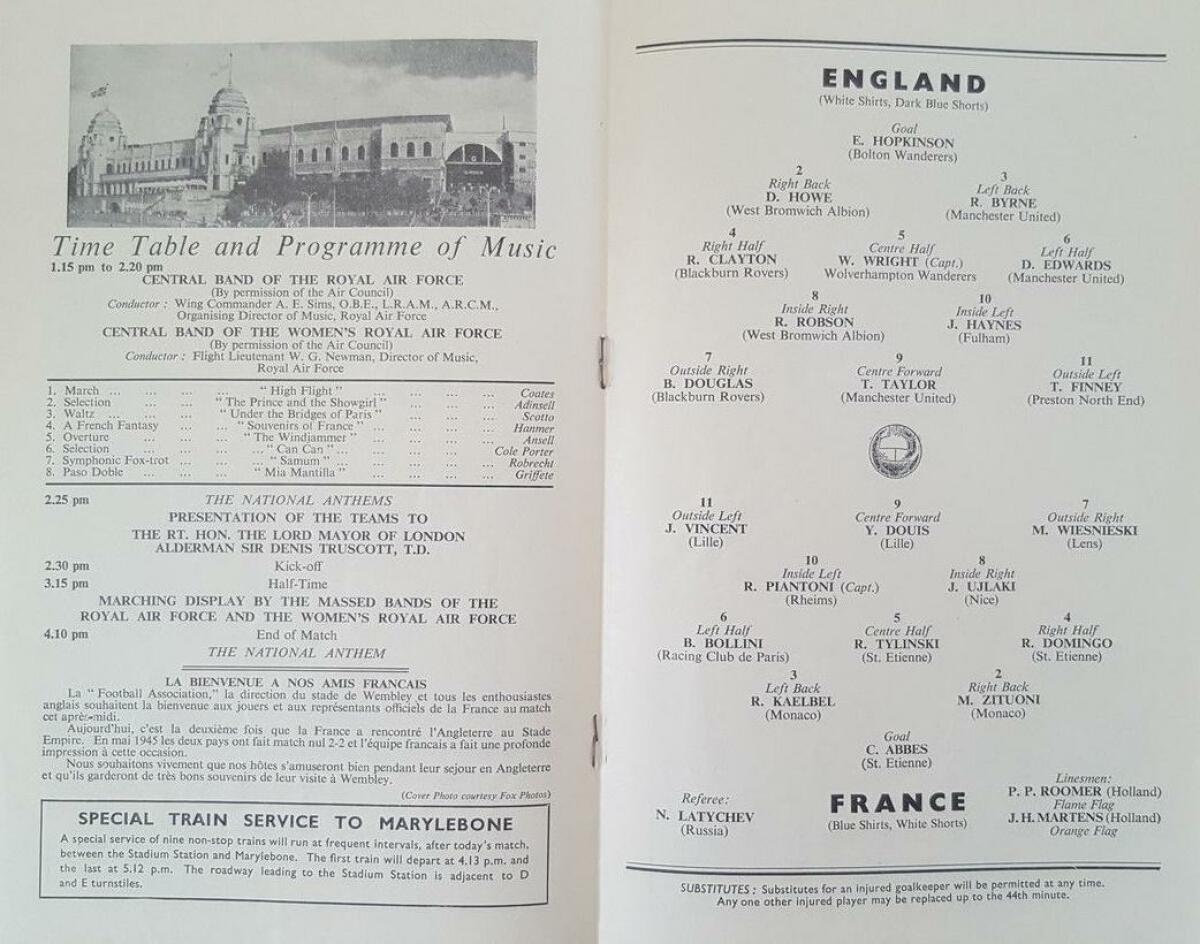 Time Table and Programme of Music
1.15 pm to 2.20 pm
CENTRAL BAND OF THE ROYAL AIR FORCE
(By permission of the Air Council)
Conductor : Wing Commander A. E. Sims, O.B.E., L.R.A.M., A.R.C.M.,
Organising Director of Music, Royal Air Force
CENTRAL BAND OF THE WOMEN'S ROYAL AIR FORCE
(By permission of the Air Council)
Conductor : Flight Lieutenant W. G. Newman, Director of Music,
Royal Air Force
1. March ... ... ... ... " High Flight " ... ... ... ... Coates
2. Selection ... ... " The Prince and the Showgirl " ... ... ... Adinsell
3. Waltz ... ... ... " Under the Bridges of Paris " ... ... ... Scotto
4. A French Fantasy ... ... " Souvenirs of France " ... ... ... ... Hanmer
5. Overture ... ... ... " The Windjammer " ... ... ... ... Ansell
6. Selection ... ... ... " Can Can " ... ... ... ... Cole Porter
7. Symphonic Fox-trot ... ... ... " Samum " ... ... ... ... Robrecht
8. Paso Doble ... ... ... " Mia Mantilla " ... ... ... ... Griffete
2.25 pm THE NATIONAL ANTHEMS
PRESENTATION OF THE TEAMS TO
THE RT. HON. THE LORD MAYOR OF LONDON
ALDERMAN SIR DENIS TRUSCOTT, T.D.
2.30 pm Kick-off
3.15 pm Half-Time
MARCHING DISPLAY BY THE MASSED BANDS OF THE
ROYAL AIR FORCE AND THE WOMEN'S ROYAL AIR FORCE
4.10 pm End of Match
THE NATIONAL ANTHEM
LA BIENVENUE A NOS AMIS FRANCAIS
La " Football Association," la direction du stade de Wembley et tous les enthousiastes
anglais souhaitent la bienvenue aux jouers et aux représentants officiels de la France au match
cet après-midi.
Aujourd'hui, c'est la deuxième fois que la France a rencontré l'Angleterre au Stade
Empire. En mai 1945 les deux pays ont fait match nul 2-2 et l'équipe francais a fait une profonde
impression à cette occasion.
Nous souhaitons vivement que nos hôtes s'amuseront bien pendant leur sejour en Angleterre
et qu'ils garderont de très bons souvenirs de leur visite à Wembley.
(Cover Photo courtesy Fox Photos)
SPECIAL TRAIN SERVICE TO MARYLEBONE
A special service of nine non-stop trains will run at frequent intervals, after today's match,
between the Stadium Station and Marylebone. The first train will depart at 4.13 p.m. and
the last at 5.12 p.m. The roadway leading to the Stadium Station is adjacent to D
and E turnstiles.
ENGLAND
(White Shirts, Dark Blue Shorts)
Goal
E. HOPKINSON
(Bolton Wanderers)
2 3
Right Back Left Back
D. HOWE R. BYRNE
(West Bromwich Albion) (Manchester United)
4 5 6
Right Half Centre Half Left Half
R. CLAYTON W. WRIGHT (Capt.) D. EDWARDS
(Blackburn Rovers) Wolverhampton Wanderers (Manchester United)
8 10
Inside Right Inside Left
R. ROBSON J. HAYNES
(West Bromwich Albion) (Fulham)
7 9 11
Outside Right Centre Forward Outside Left
B. DOUGLAS T. TAYLOR T. FINNEY
(Blackburn Rovers) (Manchester United) (Preston North End)
11 9 7
Outside Left Centre Forward Outside Right
J. VINCENT Y. DOUIS M. WIESNIESKI
(Lille) (Lille) (Lens)
10 8
Inside Left Inside Right
R. PIANTONI (Capt.) J. UJLAKI
(Rheims) (Nice)
6 5 4
Left Half Centre Half Right Half
B. BOLLINI R. TYLINSKI R. DOMINGO
(Racing Club de Paris) (St. Etienne) (St. Etienne)
3 2
Left Back Right Back
R. KAELBEL M. ZITUONI
(Monaco) (Monaco)
Goal
C. ABBES
(St. Etienne)
Referee:
N. LATYCHEV
(Russia)
FRANCE
(Blue Shirts, White Shorts)
Linesmen:
P. P. ROOMER (Holland)
Flame Flag
J. H. MARTENS (Holland)
Orange Flag
SUBSTITUTES : Substitutes for an injured goalkeeper will be permitted at any time.
Any one other injured player may be replaced up to the 44th minute.